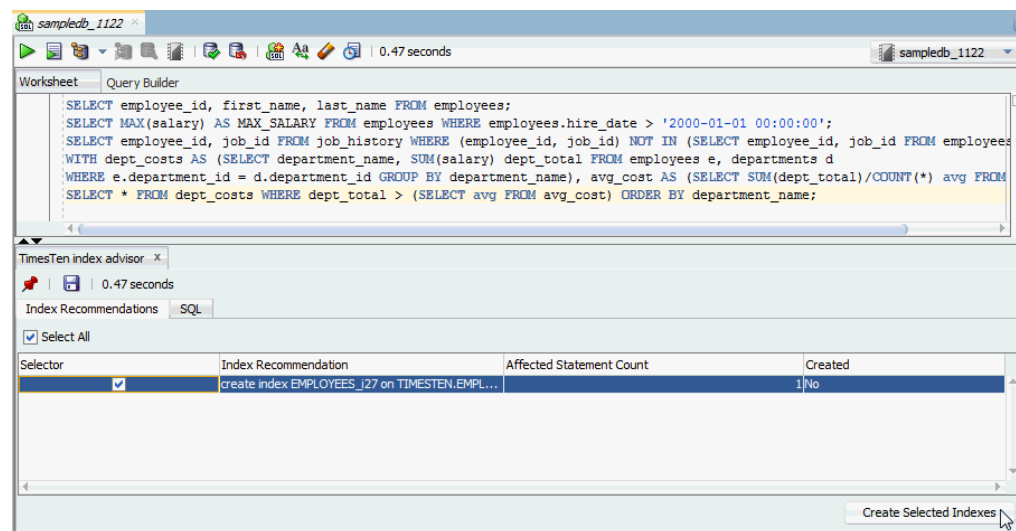 sampledb_1122
0.47 seconds
sampledb_1122
Worksheet Query Builder
SELECT employee_id, first_name, last_name FROM employees;
SELECT MAX(salary) AS MAX_SALARY FROM employees WHERE employees.hire_date > '2000-01-01 00:00:00';
SELECT employee_id, job_id FROM job_history WHERE (employee_id, job_id) NOT IN (SELECT employee_id, job_id FROM employees
WITH dept_costs AS (SELECT department_name, SUM(salary) dept_total FROM employees e, departments d
WHERE e.department_id = d.department_id GROUP BY department_name), avg_cost AS (SELECT SUM(dept_total)/COUNT(*) avg FROM
SELECT * FROM dept_costs WHERE dept_total > (SELECT avg FROM avg_cost) ORDER BY department_name;
TimesTen index advisor
0.47 seconds
Index Recommendations SQL
Select All
Selector Index Recommendation Affected Statement Count Created
create index EMPLOYEES_i27 on TIMESTEN.EMPL... 1 No
Create Selected Indexes